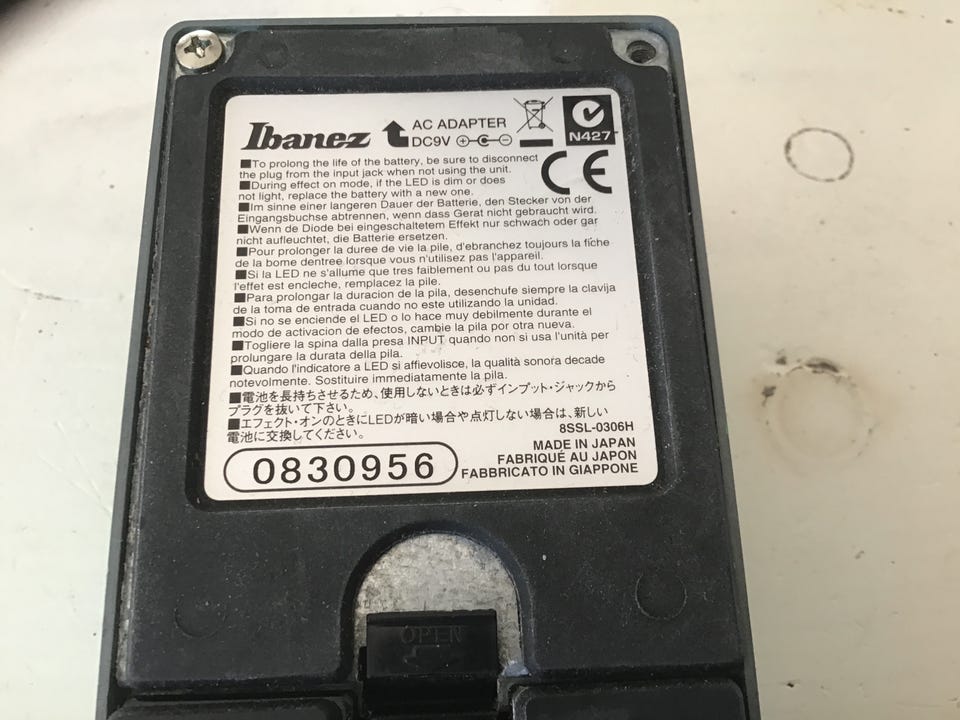 Ibanez
AC ADAPTER
DC9V
N427
■To prolong the life of the battery, be sure to disconnect
the plug from the input jack when not using the unit.
CE
■During effect on mode, if the LED is dim or does
not light, replace the battery with a new one.
■Im sinne einer langeren Dauer der Batterie, den Stecker von der
Eingangsbuchse abtrennen, wenn dass Gerat nicht gebraucht wird.
■Wenn de Diode bei eingeschaltetem Effekt nur schwach oder gar
nicht aufleuchtet, die Batterie ersetzen.
■Pour prolonger la duree de vie la pile, d'ebranchez toujours la fiche
de la bome dentree lorsque vous n'utilisez pas l'appareil.
■Si la LED ne s'allume que tres faiblement ou pas du tout lorsque
l'effet est encleche, remplacez la pile.
■Para prolongar la duracion de la pila, desenchufe siempre la clavija
de la toma de entrada cuando no este utilizando la unidad.
■Si no se enciende el LED o lo hace muy debilmente durante el
modo de activacion de efectos, cambie la pila por otra nueva.
■Togliere la spina dalla presa INPUT quando non si usa l'unità per
prolungare la durata della pila.
■Quando l'indicatore a LED si affievolisce, la qualità sonora decade
notevolmente. Sostituire immediatamente la pila.
■電池を長持ちさせるため、使用しないときは必ずインプット・ジャックから
プラグを抜いて下さい。
■エフェクト・オンのときにLEDが暗い場合や点灯しない場合は、新しい
電池に交換してください。
8SSL-0306H
MADE IN JAPAN
FABRIQUÉ AU JAPON
FABBRICATO IN GIAPPONE
0830956
OPEN